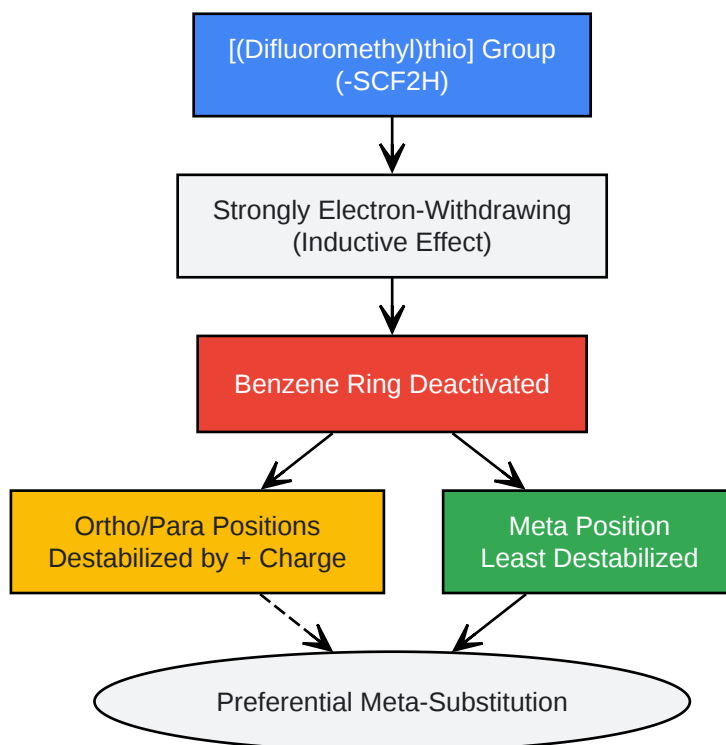 [(Difluoromethyl)thio] Group
(-SCF2H)
Strongly Electron-Withdrawing
(Inductive Effect)
Benzene Ring Deactivated
Ortho/Para Positions
Destabilized by + Charge
Meta Position
Least Destabilized
Preferential Meta-Substitution